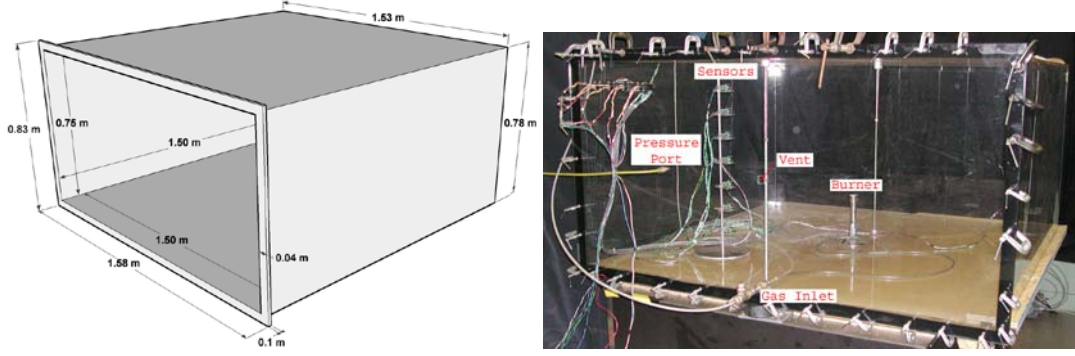 1.53 m
0.83 m
0.75 m
1.50 m
0.78 m
1.50 m
0.04 m
1.58 m
0.1 m
Sensors
Pressure
Port
Vent
Burner
Gas Inlet